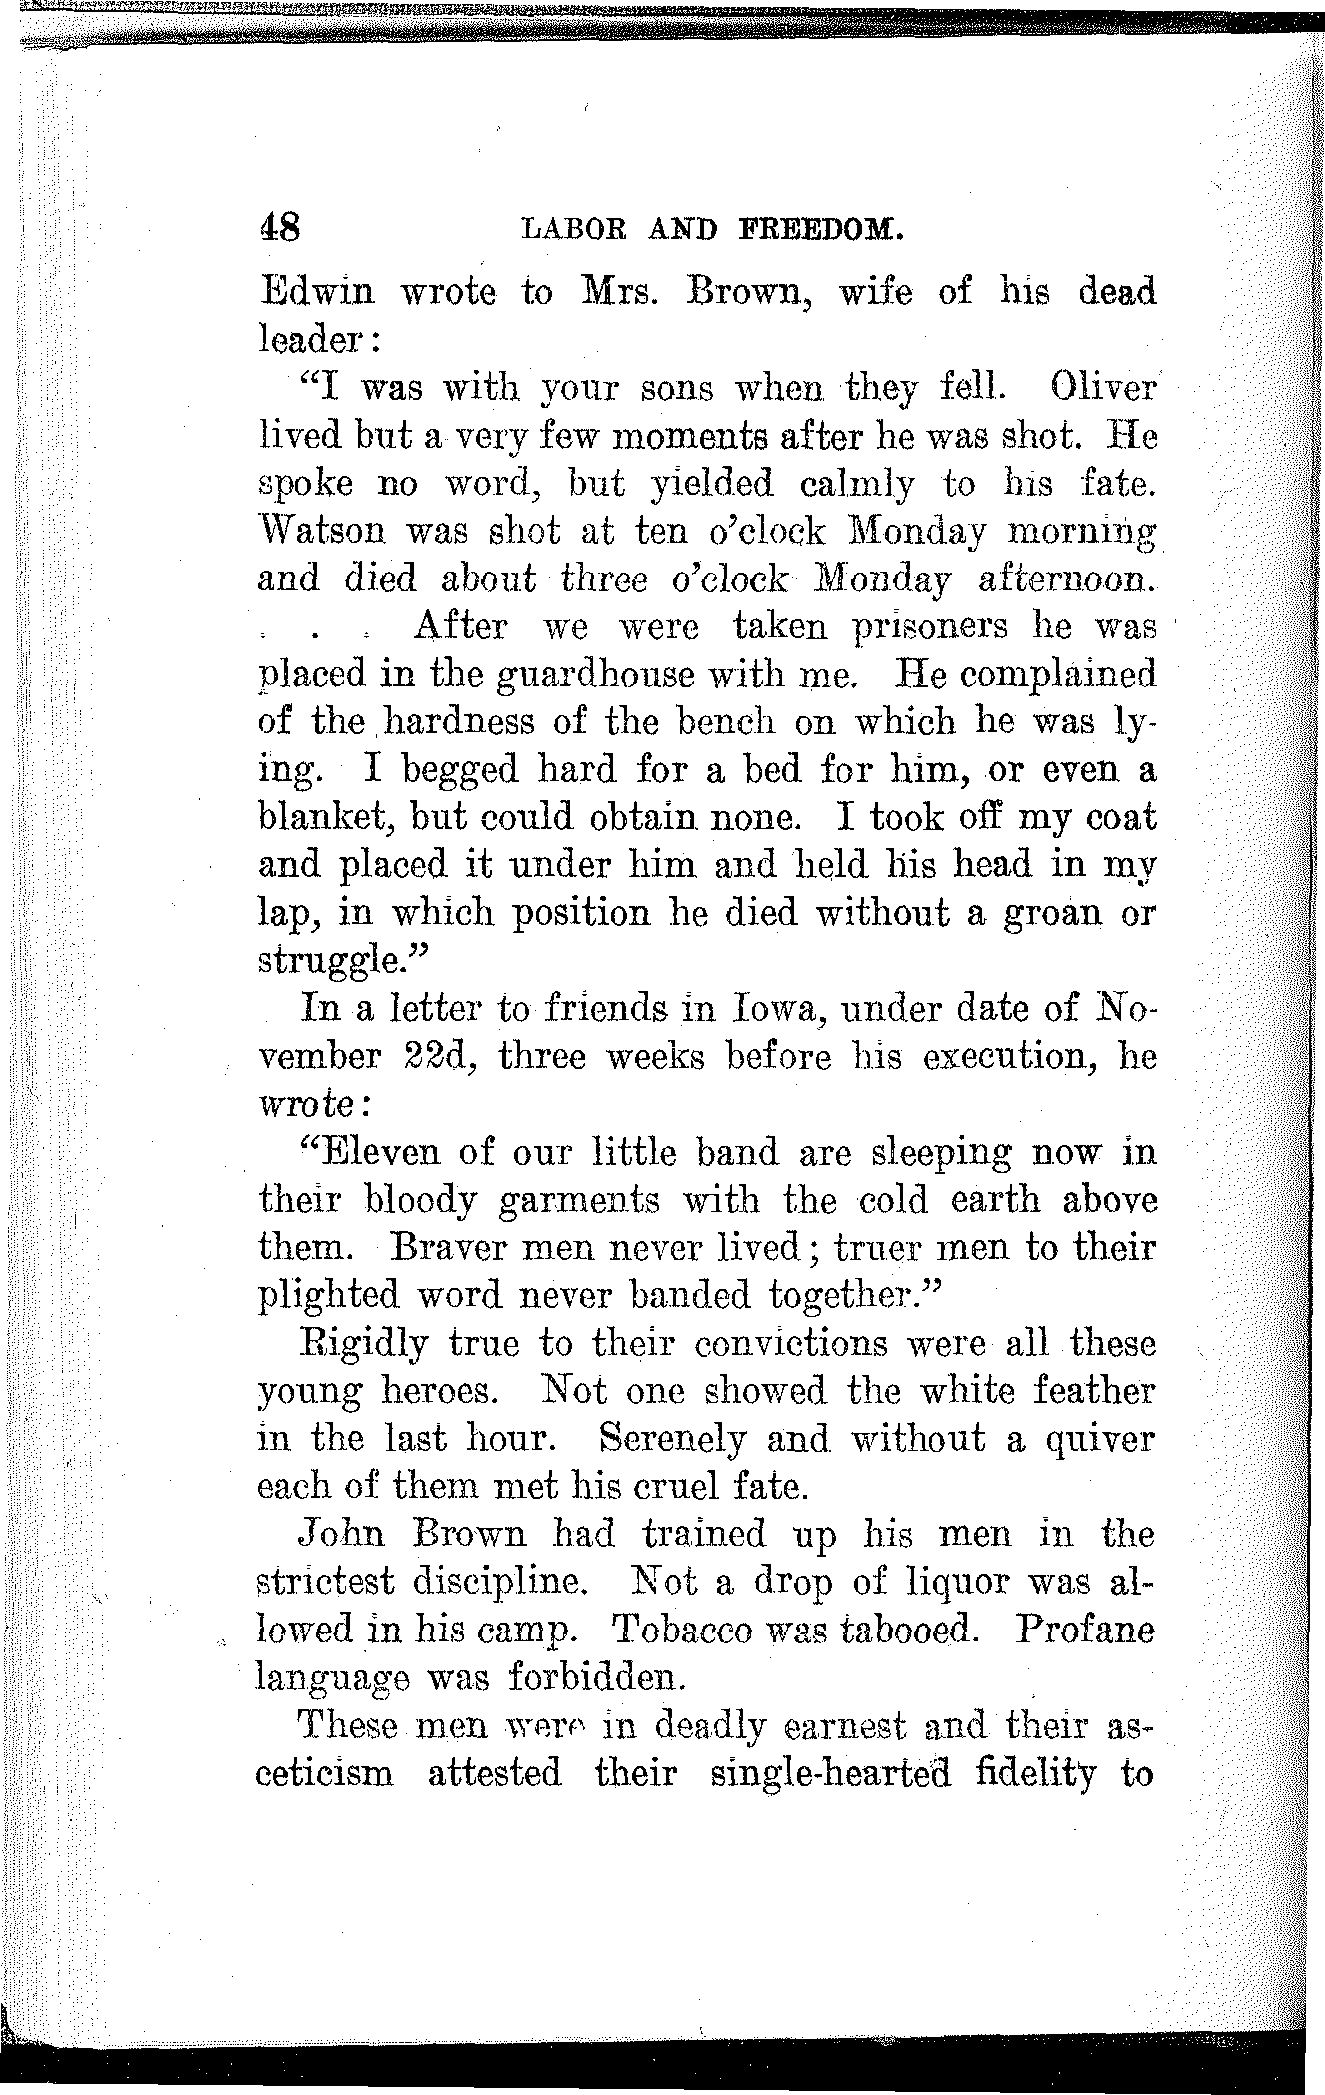 48 LABOR AND FREEDOM.
Edwin wrote to Mrs. Brown, wife of his dead
leader:
"I was with your sons when they fell. Oliver
lived but a very few moments after he was shot. He
spoke no word, but yielded calmly to his fate.
Watson was shot at ten o'clock Monday morning
and died about three o'clock Monday afternoon.
. . . After we were taken prisoners he was
placed in the guardhouse with me. He complained
of the hardness of the bench on which he was ly-
ing. I begged hard for a bed for him, or even a
blanket, but could obtain none. I took off my coat
and placed it under him and held his head in my
lap, in which position he died without a groan or
struggle."
In a letter to friends in Iowa, under date of No-
vember 22d, three weeks before his execution, he
wrote:
"Eleven of our little band are sleeping now in
their bloody garments with the cold earth above
them. Braver men never lived; truer men to their
plighted word never banded together."
Rigidly true to their convictions were all these
young heroes. Not one showed the white feather
in the last hour. Serenely and without a quiver
each of them met his cruel fate.
John Brown had trained up his men in the
strictest discipline. Not a drop of liquor was al-
lowed in his camp. Tobacco was tabooed. Profane
language was forbidden.
These men were in deadly earnest and their as-
ceticism attested their single-hearted fidelity to